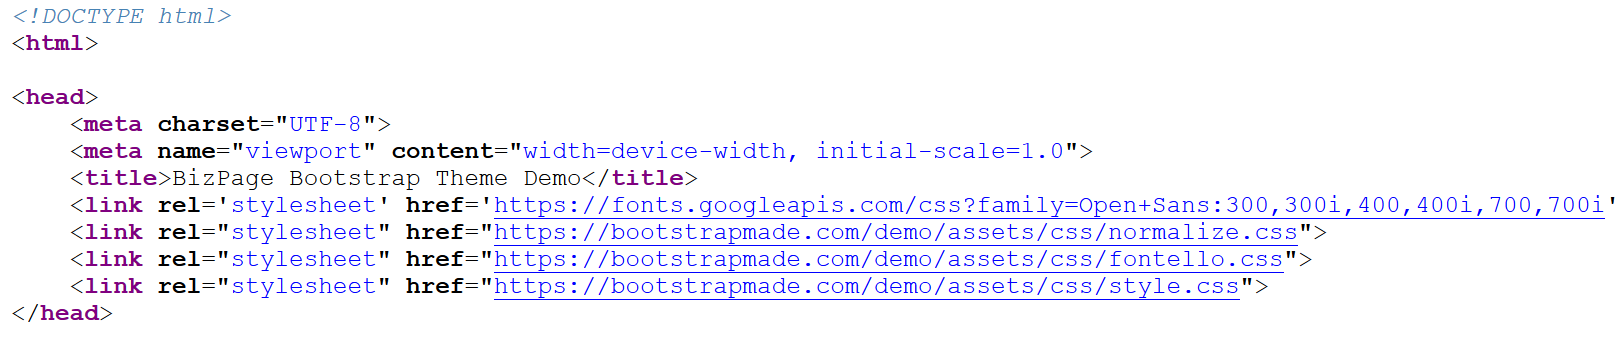 <!DOCTYPE html>
<html>
<head>
<meta charset="UTF-8">
<meta name="viewport" content="width=device-width, initial-scale=1.0">
<title>BizPage Bootstrap Theme Demo</title>
<link rel='stylesheet' href='https://fonts.googleapis.com/css?family=Open+Sans:300,300i,400,400i,700,700i'
<link rel="stylesheet" href="https://bootstrapmade.com/demo/assets/css/normalize.css">
<link rel="stylesheet" href="https://bootstrapmade.com/demo/assets/css/fontello.css">
<link rel="stylesheet" href="https://bootstrapmade.com/demo/assets/css/style.css">
</head>